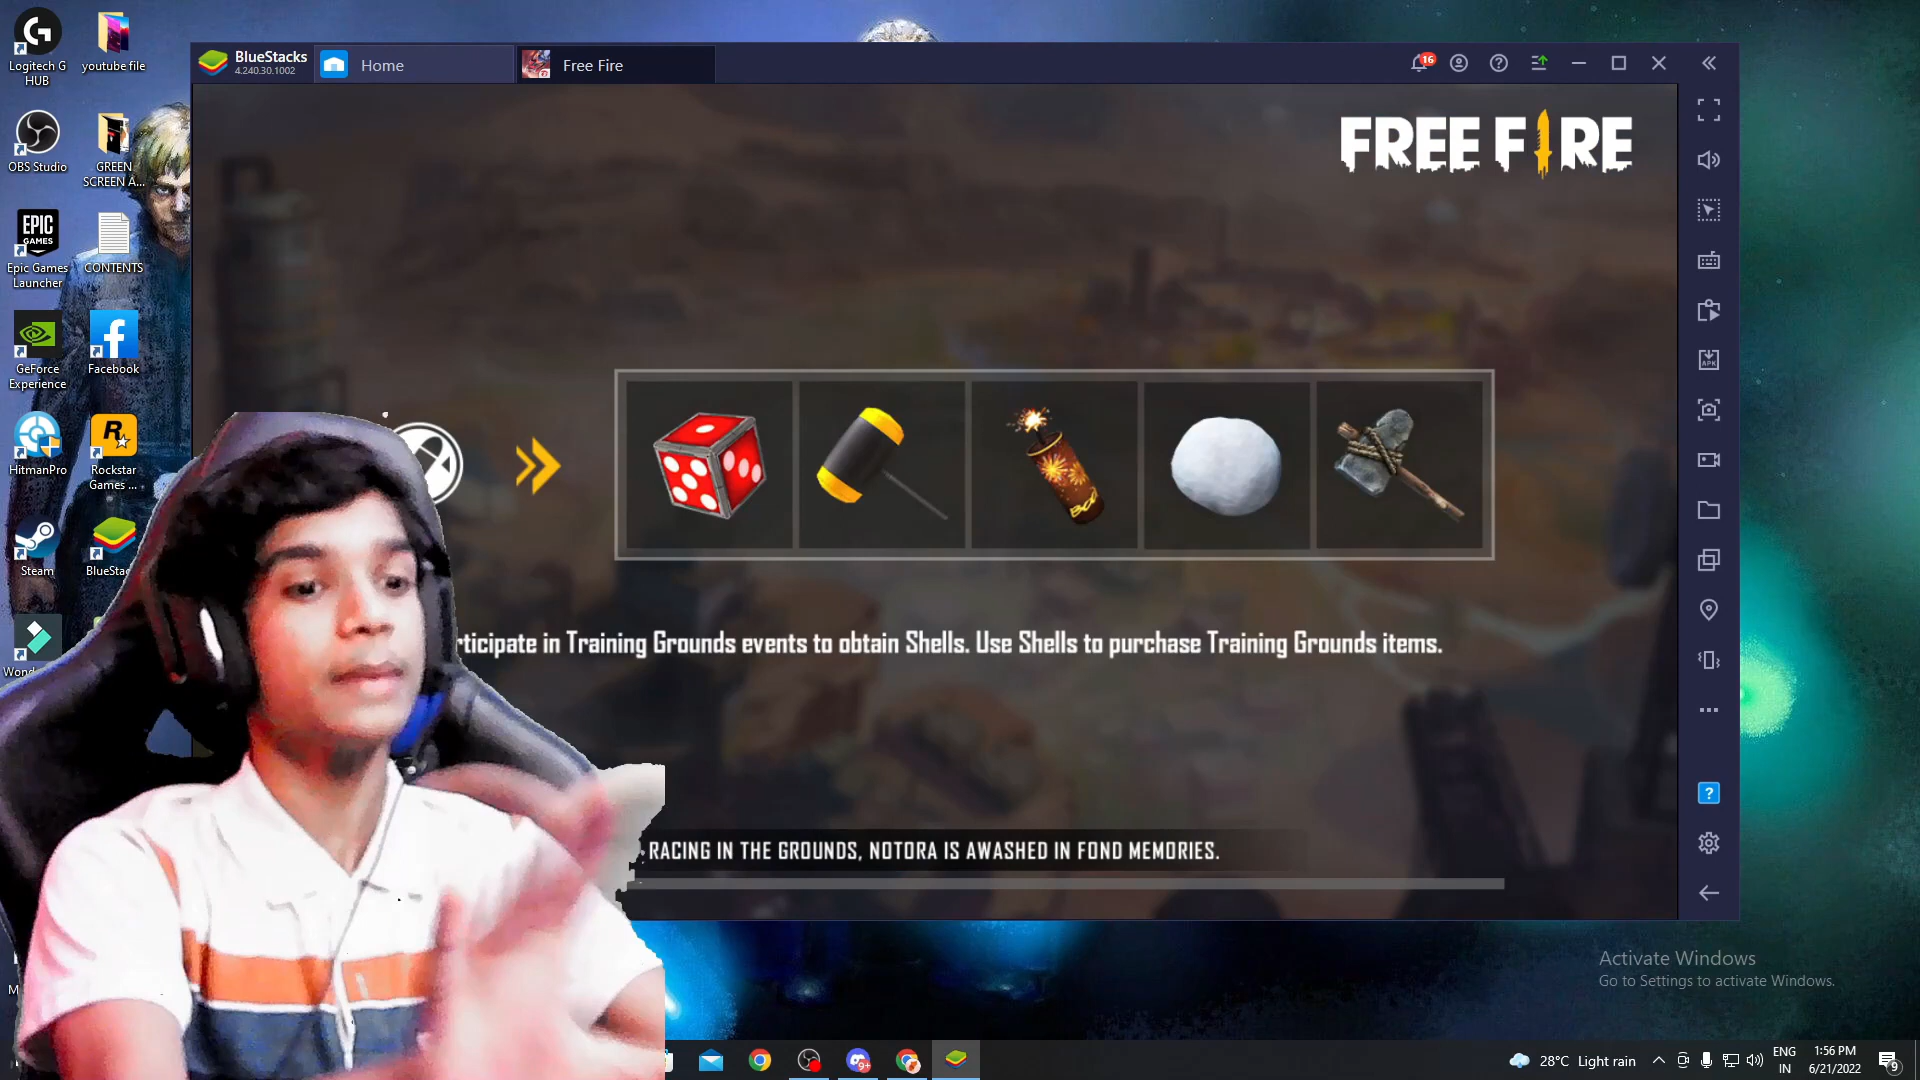 Logitech G
HUB
youtube file
OBS Studio
GREEN
SCREEN A...
EPIC
GAMES
Epic Games
Launcher
CONTENTS
GeForce
Experience
Facebook
HitmanPro
Rockstar
Games ...
Steam
BlueStac
Wond
M
BlueStacks
4.240.30.1002
Home
Free Fire
16
FREE FIRE
rticipate in Training Grounds events to obtain Shells. Use Shells to purchase Training Grounds items.
RACING IN THE GROUNDS, NOTORA IS AWASHED IN FOND MEMORIES.
APK
Activate Windows
Go to Settings to activate Windows.
9+
28°C Light rain
ENG
IN
1:56 PM
6/21/2022
9